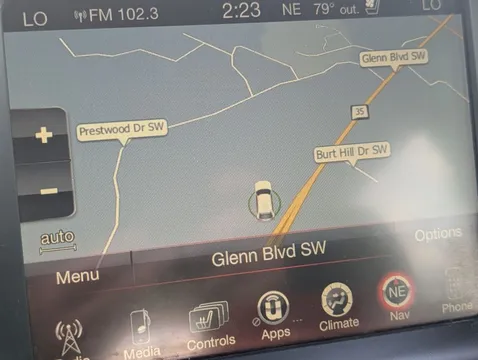 LO FM 102.3 2:23 NE 79° out. LO
Glenn Blvd SW
35
Prestwood Dr SW
Burt Hill Dr SW
+
−
auto
Options
Menu Glenn Blvd SW
NE
Media Controls Apps ... Climate Nav Phone